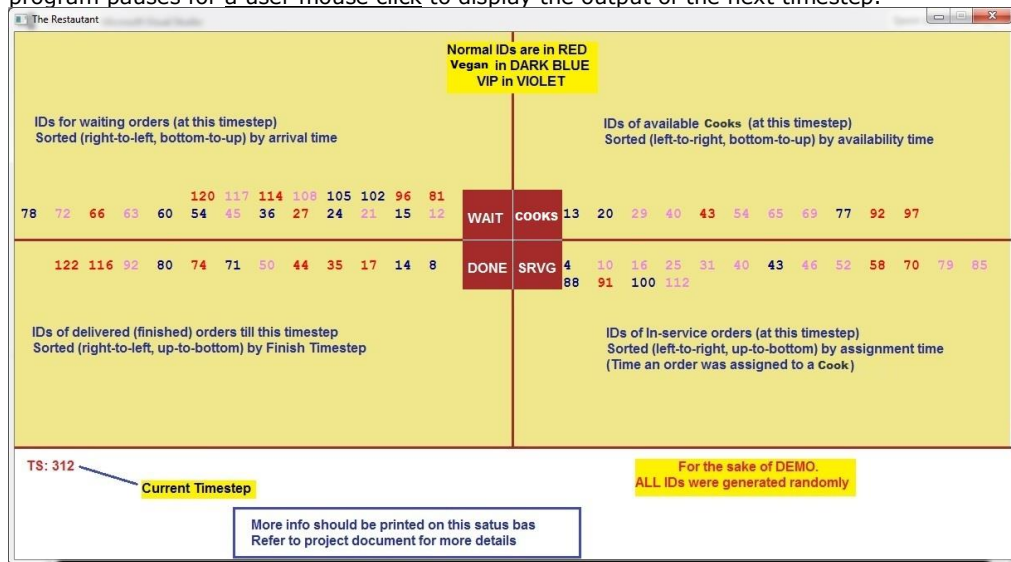 program pauses for a user mouse click to display the output of the next timestep.
The Restautant
Normal IDs are in RED
Vegan in DARK BLUE
VIP in VIOLET
IDs for waiting orders (at this timestep)
Sorted (right-to-left, bottom-to-up) by arrival time
IDs of available Cooks (at this timestep)
Sorted (left-to-right, bottom-to-up) by availability time
120 117 114 108 105 102 96 81
78 72 66 63 60 54 45 36 27 24 21 15 12
WAIT
COOKS
13 20 29 40 43 54 65 69 77 92 97
122 116 92 80 74 71 50 44 35 17 14 8
DONE
SRVG
4 10 16 25 31 40 43 46 52 58 70 79 85
88 91 100 112
IDs of delivered (finished) orders till this timestep
Sorted (right-to-left, up-to-bottom) by Finish Timestep
IDs of In-service orders (at this timestep)
Sorted (left-to-right, up-to-bottom) by assignment time
(Time an order was assigned to a Cook)
TS: 312
Current Timestep
For the sake of DEMO.
ALL IDs were generated randomly
More info should be printed on this satus bas
Refer to project document for more details